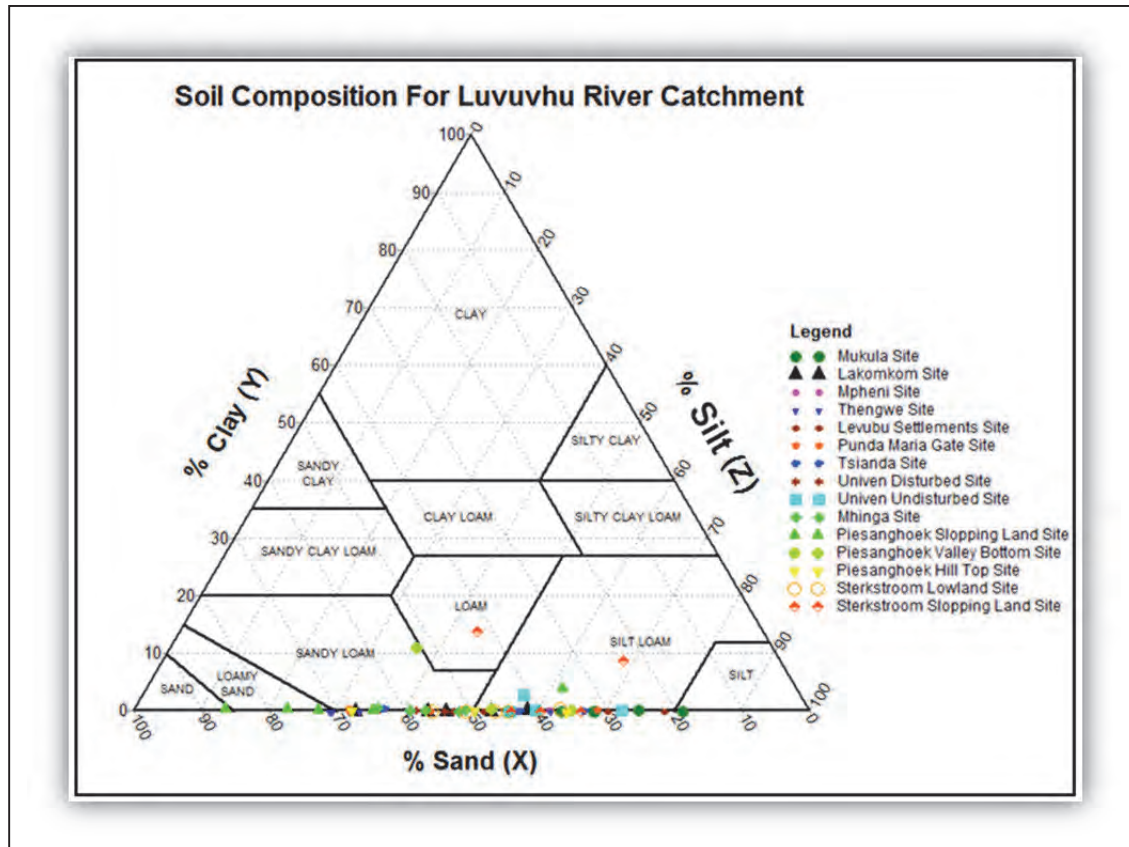 Soil Composition For Luvuvhu River Catchment
100
90
80
70
60
50
40
30
20
10
0
% Clay (Y)
0
10
20
30
40
50
60
70
80
90
100
% Silt (Z)
CLAY
SILTY CLAY
SANDY
CLAY
CLAY LOAM
SILTY CLAY LOAM
SANDY CLAY LOAM
LOAM
SANDY LOAM
SILT LOAM
SILT
SAND
LOAMY
SAND
100
90
80
70
60
50
40
30
20
10
0
% Sand (X)
Legend
Mukula Site
Lakomkom Site
Mpheni Site
Thengwe Site
Levubu Settlements Site
Punda Maria Gate Site
Tsianda Site
Univen Disturbed Site
Univen Undisturbed Site
Mhinga Site
Piesanghoek Slopping Land Site
Piesanghoek Valley Bottom Site
Piesanghoek Hill Top Site
Sterkstroom Lowland Site
Sterkstroom Slopping Land Site